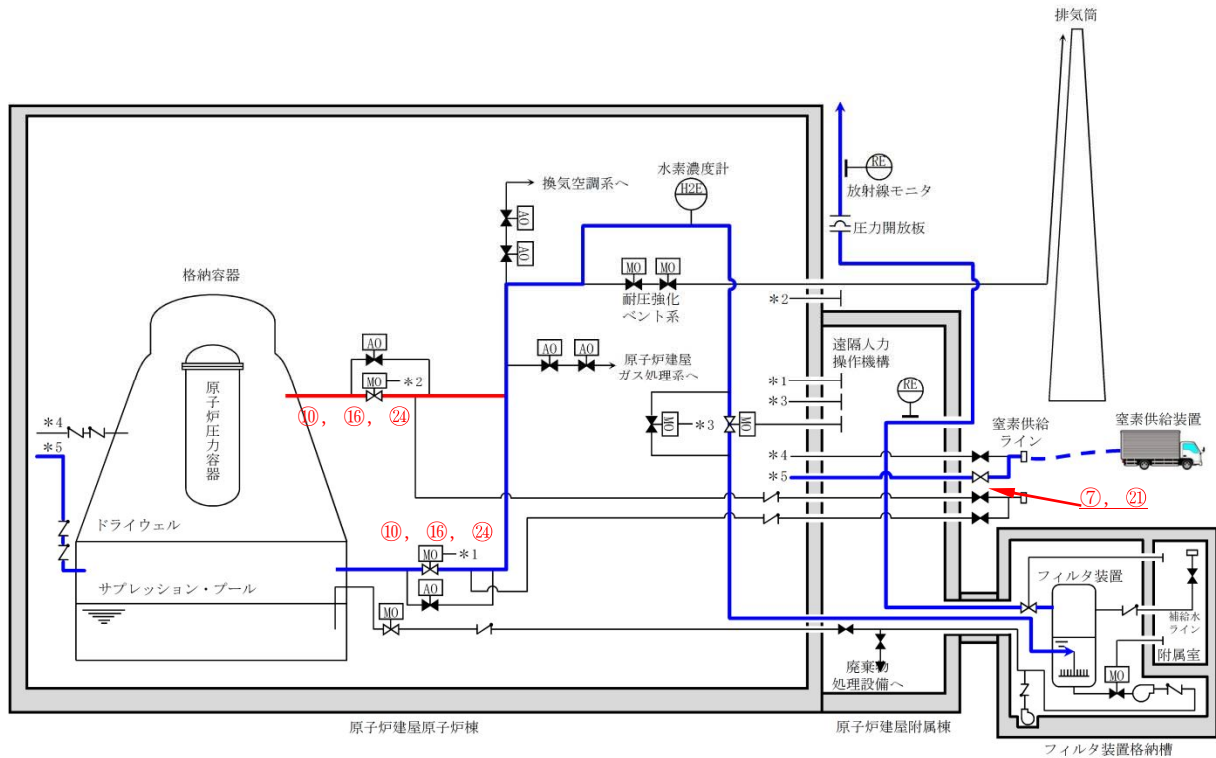 排気筒
水素濃度計
H2E
RE
放射線モニタ
換気空調系へ
AO
AO
圧力開放板
格納容器
MO
MO
耐圧強化
ベント系
*2
遠隔人力
操作機構
AO
AO
AO
原子炉建屋
ガス処理系へ
MO
*2
*1
RE
原子炉圧力容器
⑩, ⑯, ㉔
MO
*3
MO
*3
窒素供給
ライン
窒素供給装置
*4
*5
*4
*5
⑦, ㉑
ドライウェル
⑩, ⑯, ㉔
MO
*1
サプレッション・プール
AO
MO
フィルタ装置
補給水
ライン
附属室
MO
廃棄物
処理設備へ
原子炉建屋原子炉棟
原子炉建屋附属棟
フィルタ装置格納槽